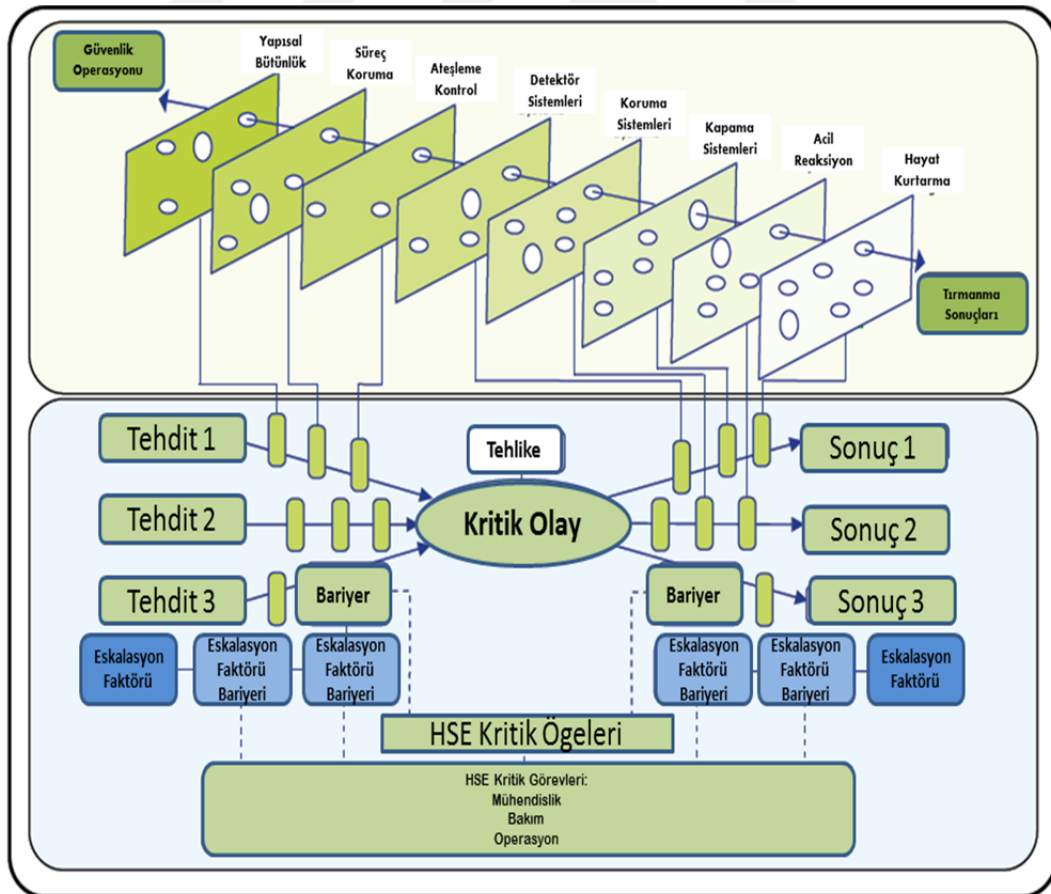 Güvenlik
Operasyonu
Yapısal
Bütünlük
Süreç
Koruma
Ateşleme
Kontrol
Detektör
Sistemleri
Koruma
Sistemleri
Kapama
Sistemleri
Acil
Reaksiyon
Hayat
Kurtarma
Tırmanma
Sonuçları
Tehdit 1
Tehlike
Sonuç 1
Tehdit 2
Kritik Olay
Sonuç 2
Tehdit 3
Bariyer
Bariyer
Sonuç 3
Eskalasyon
Faktörü
Eskalasyon
Faktörü
Bariyeri
Eskalasyon
Faktörü
Bariyeri
Eskalasyon
Faktörü
Bariyeri
Eskalasyon
Faktörü
Bariyeri
Eskalasyon
Faktörü
HSE Kritik Ögeleri
HSE Kritik Görevleri:
Mühendislik
Bakım
Operasyon